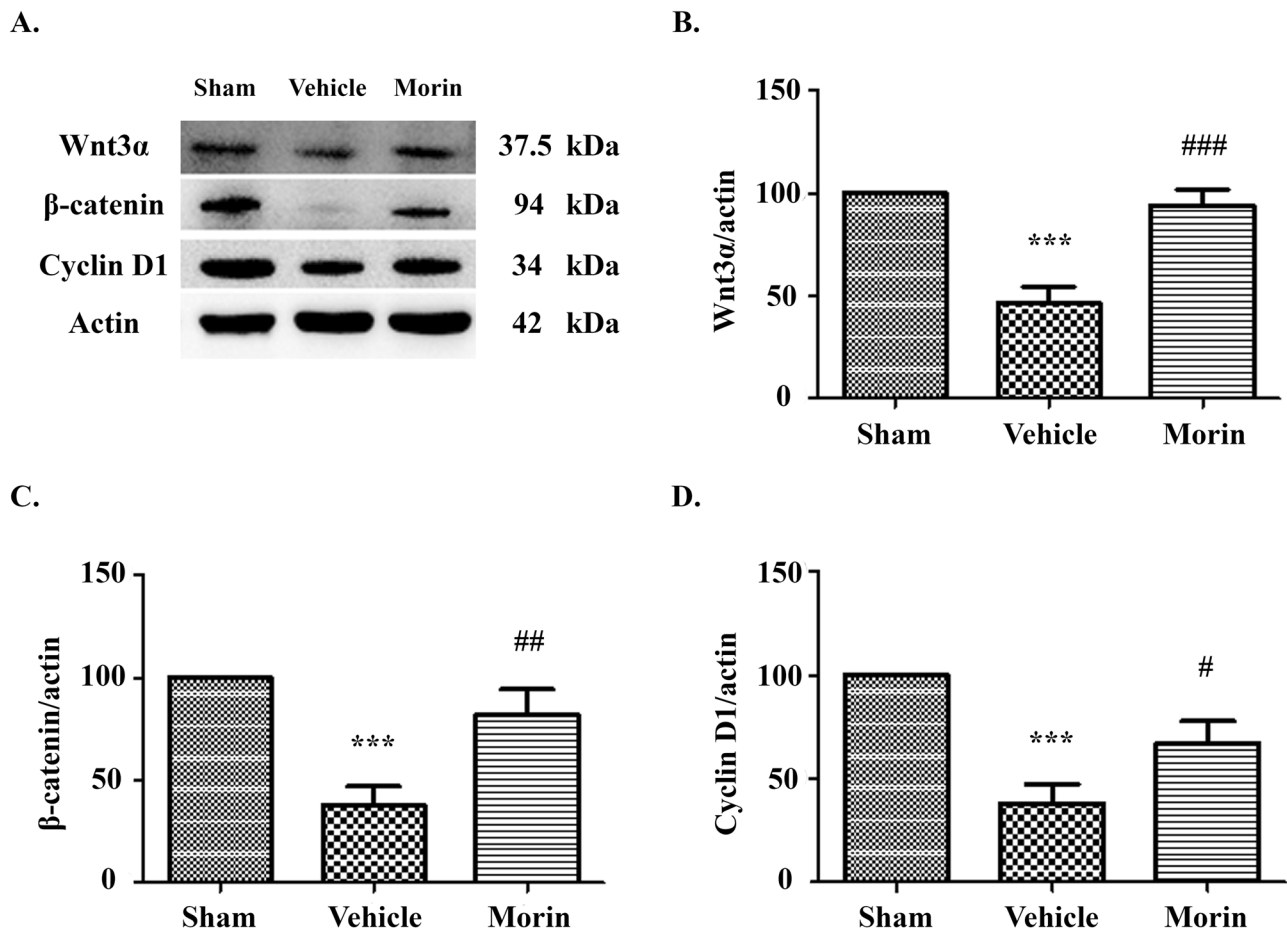 A.
Sham Vehicle Morin
Wnt3α 37.5 kDa
β-catenin 94 kDa
Cyclin D1 34 kDa
Actin 42 kDa
B.
150
100
50
0
Wnt3α/actin
***
###
Sham Vehicle Morin
C.
150
100
50
0
β-catenin/actin
***
##
Sham Vehicle Morin
D.
150
100
50
0
Cyclin D1/actin
***
#
Sham Vehicle Morin